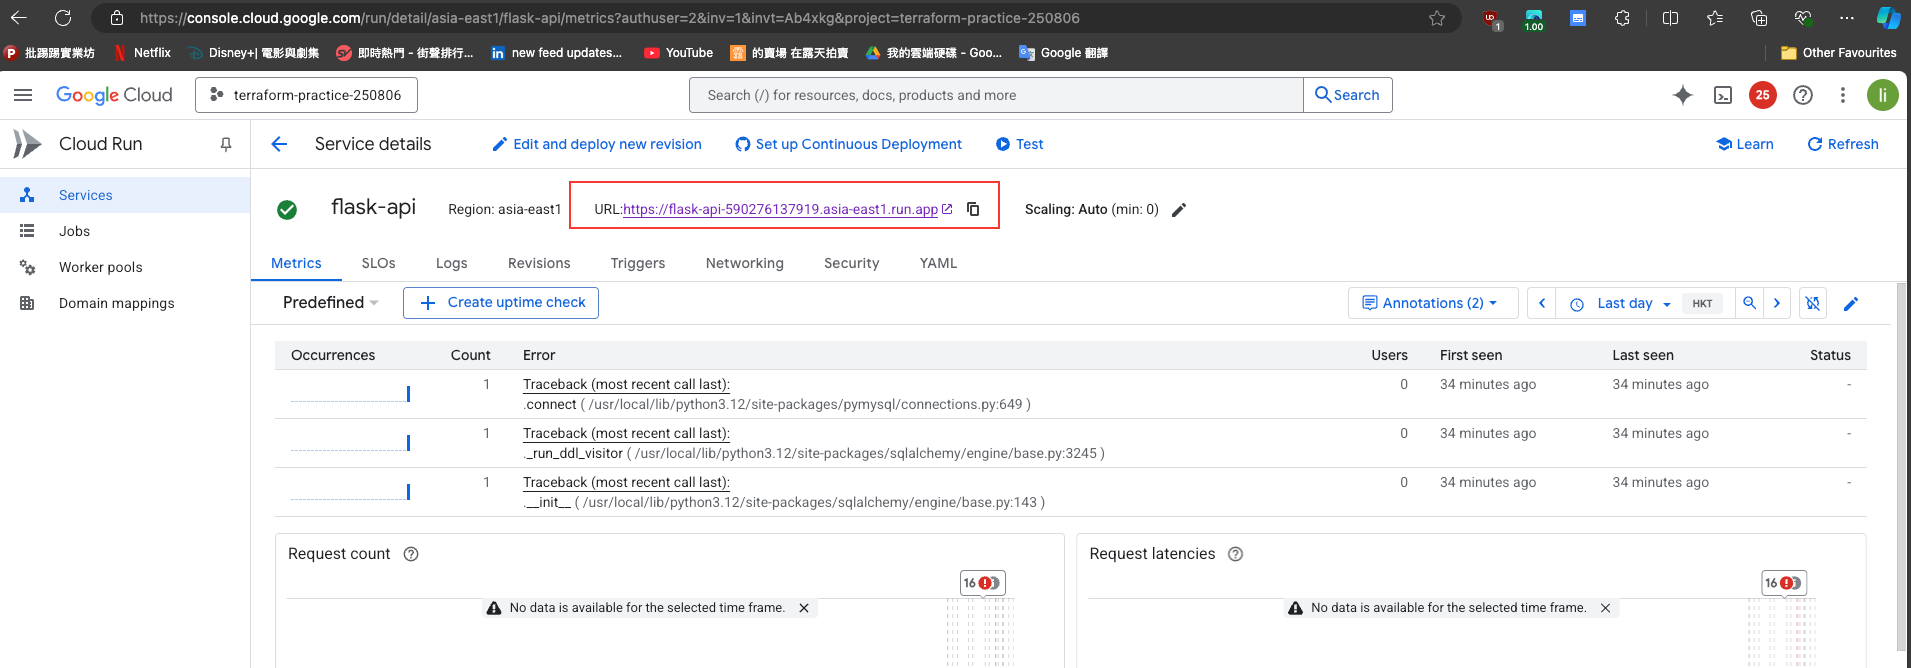 https://console.cloud.google.com/run/detail/asia-east1/flask-api/metrics?authuser=2&inv=1&invt=Ab4xkg&project=terraform-practice-250806
1
1.00
批踢踢實業坊
Netflix
Disney+| 電影與劇集
即時熱門 - 街聲排行...
new feed updates...
YouTube
的賣場 在露天拍賣
我的雲端硬碟 - Goo...
Google 翻譯
Other Favourites
Google Cloud
terraform-practice-250806
Search (/) for resources, docs, products and more
Search
25
li
Cloud Run
Service details
Edit and deploy new revision
Set up Continuous Deployment
Test
Learn
Refresh
Services
Jobs
Worker pools
Domain mappings
flask-api
Region: asia-east1
URL:https://flask-api-590276137919.asia-east1.run.app
Scaling: Auto (min: 0)
Metrics
SLOs
Logs
Revisions
Triggers
Networking
Security
YAML
Predefined
Create uptime check
Annotations (2)
Last day
HKT
Occurrences Count Error Users First seen Last seen Status
1 Traceback (most recent call last): 0 34 minutes ago 34 minutes ago -
.connect ( /usr/local/lib/python3.12/site-packages/pymysql/connections.py:649 )
1 Traceback (most recent call last): 0 34 minutes ago 34 minutes ago -
._run_ddl_visitor ( /usr/local/lib/python3.12/site-packages/sqlalchemy/engine/base.py:3245 )
1 Traceback (most recent call last): 0 34 minutes ago 34 minutes ago -
.__init__ ( /usr/local/lib/python3.12/site-packages/sqlalchemy/engine/base.py:143 )
Request count
16
No data is available for the selected time frame.
Request latencies
16
No data is available for the selected time frame.